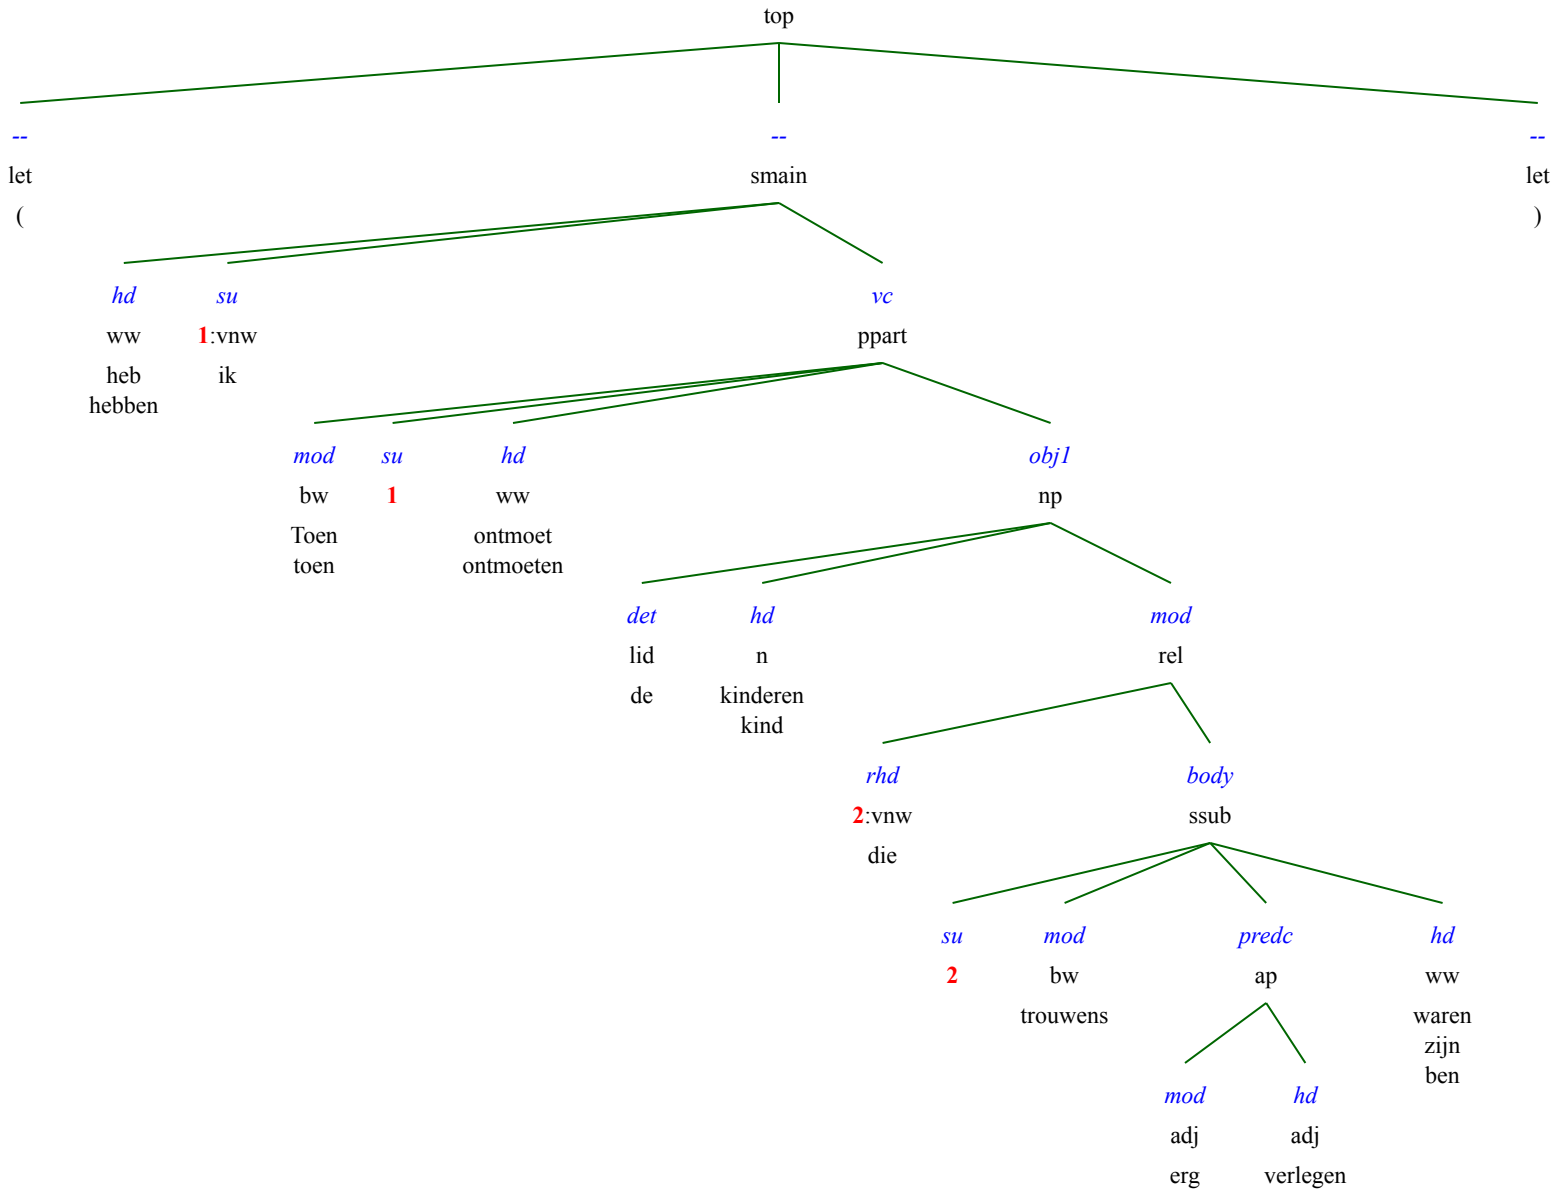 top
-- -- --
let smain let
( )
hd su vc
ww 1:vnw ppart
heb ik
hebben
mod su hd obj1
bw 1 ww np
Toen ontmoet
toen ontmoeten
det hd mod
lid n rel
de kinderen
kind
rhd body
2:vnw ssub
die
su mod predc hd
2 bw ap ww
trouwens waren
zijn
ben
mod hd
adj adj
erg verlegen